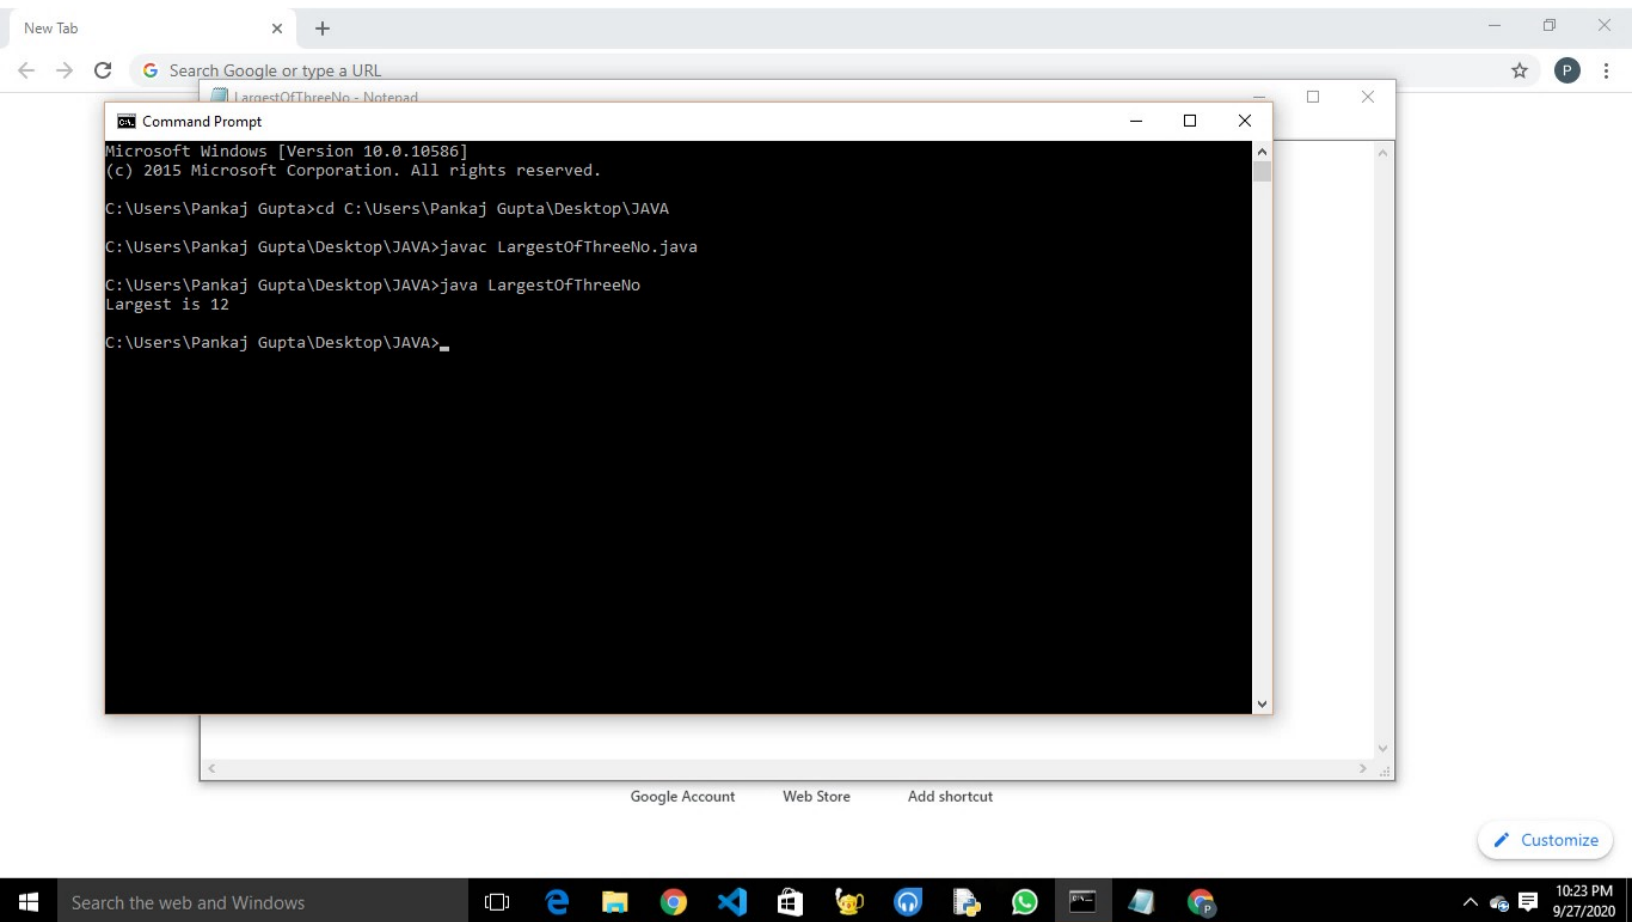 New Tab
Search Google or type a URL
LargestOfThreeNo - Notepad
Command Prompt
Microsoft Windows [Version 10.0.10586]
(c) 2015 Microsoft Corporation. All rights reserved.
C:\Users\Pankaj Gupta>cd C:\Users\Pankaj Gupta\Desktop\JAVA
C:\Users\Pankaj Gupta\Desktop\JAVA>javac LargestOfThreeNo.java
C:\Users\Pankaj Gupta\Desktop\JAVA>java LargestOfThreeNo
Largest is 12
C:\Users\Pankaj Gupta\Desktop\JAVA>
Google Account Web Store Add shortcut
Customize
Search the web and Windows
10:23 PM
9/27/2020